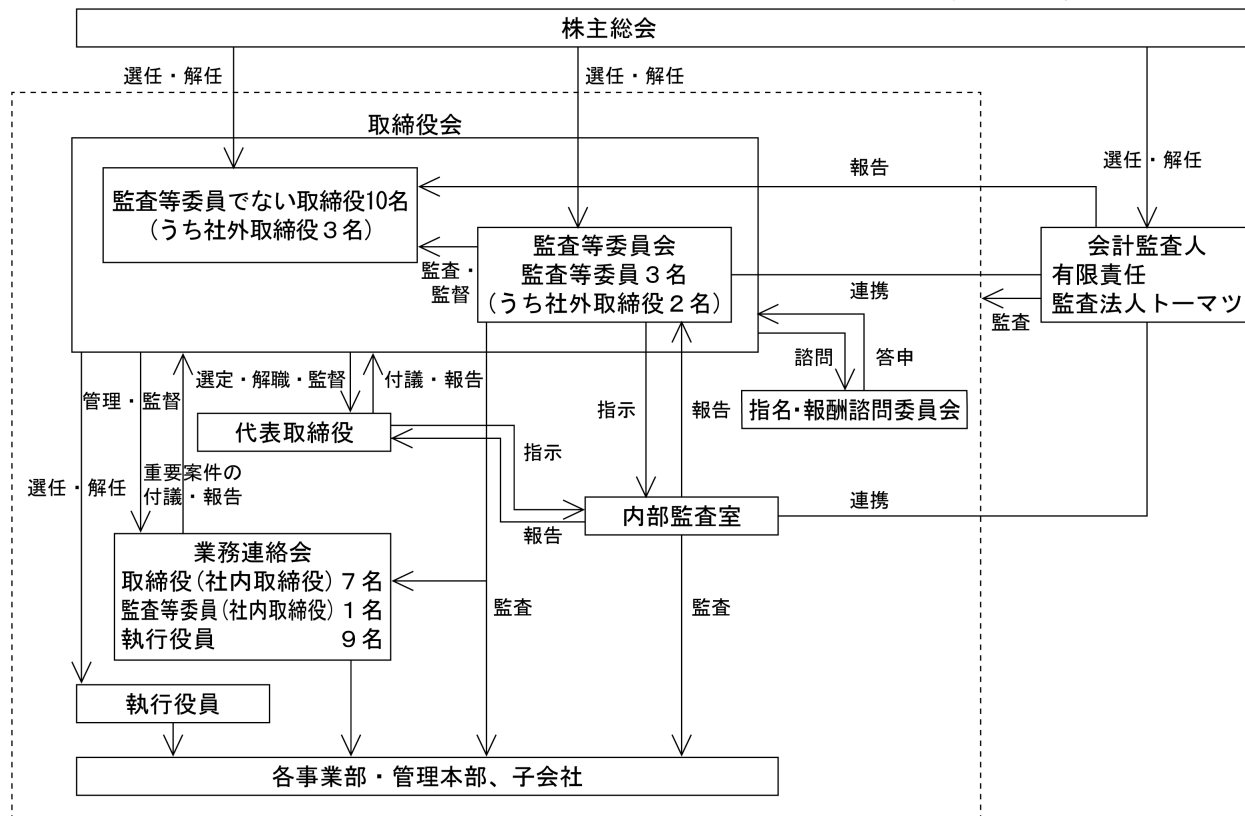 株主総会
選任・解任
選任・解任
選任・解任
取締役会
報告
監査等委員でない取締役10名
(うち社外取締役3名)
監査・
監督
監査等委員会
監査等委員3名
(うち社外取締役2名)
連携
会計監査人
有限責任
監査法人トーマツ
監査
諮問
答申
指名・報酬諮問委員会
管理・監督
選定・解職・監督
付議・報告
代表取締役
指示
報告
指示
選任・解任
重要案件の
付議・報告
報告
内部監査室
連携
業務連絡会
取締役(社内取締役)7名
監査等委員(社内取締役)1名
執行役員 9名
監査
監査
執行役員
各事業部・管理本部、子会社